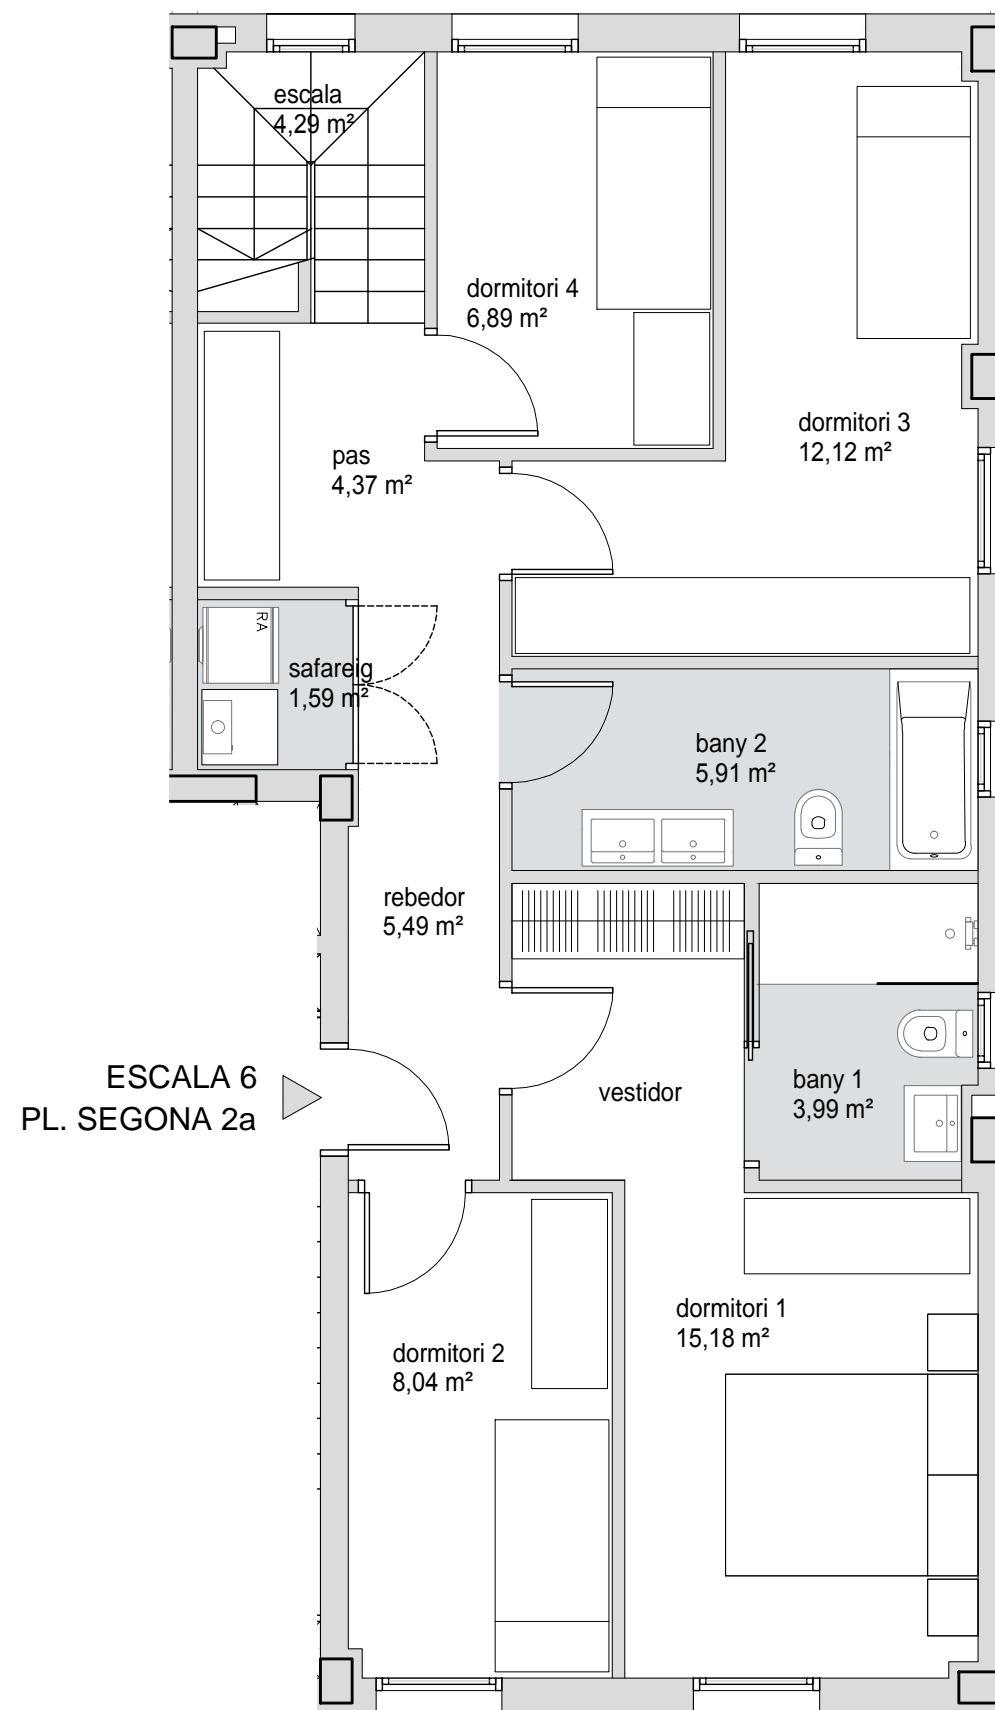 escala
4,29 m²
dormitori 4
6,89 m²
dormitori 3
12,12 m²
pas
4,37 m²
RA
safareig
1,59 m²
bany 2
5,91 m²
rebedor
5,49 m²
ESCALA 6
PL. SEGONA 2a
vestidor
bany 1
3,99 m²
dormitori 1
15,18 m²
dormitori 2
8,04 m²